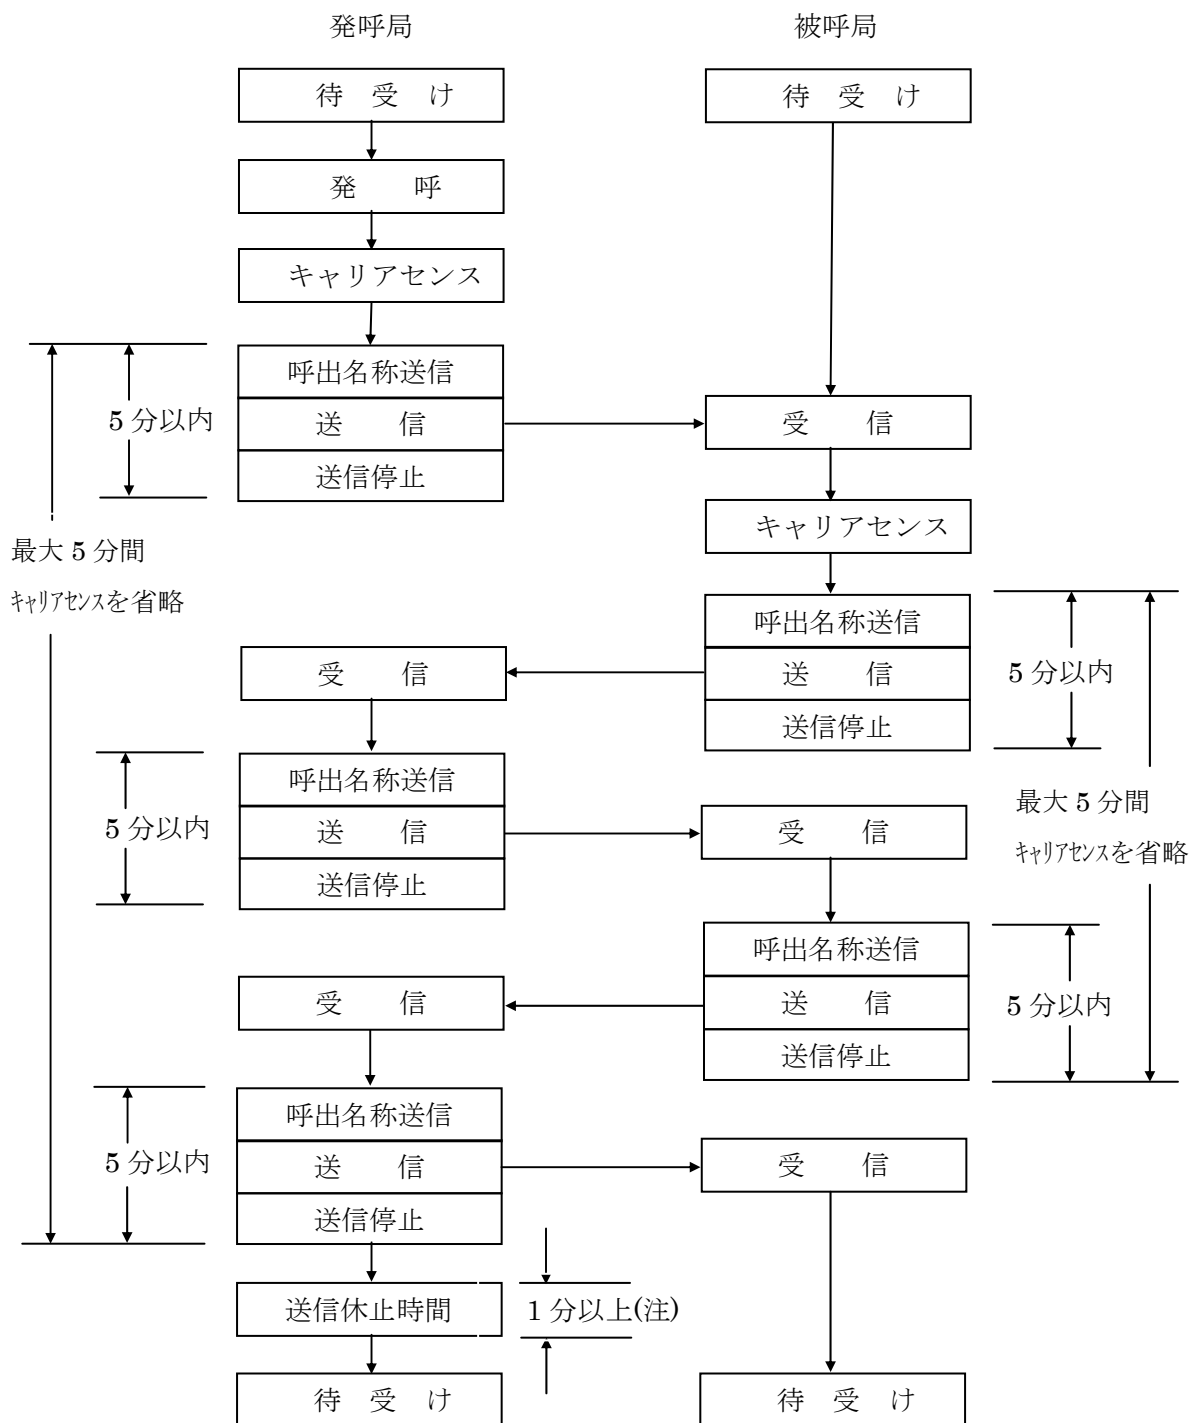 発呼局
被呼局
待 受 け
待 受 け
発 呼
キャリアセンス
呼出名称送信
5 分以内
送 信
受 信
送信停止
キャリアセンス
最大 5 分間
キャリアセンスを省略
呼出名称送信
受 信
送 信
5 分以内
送信停止
呼出名称送信
最大 5 分間
5 分以内
送 信
受 信
キャリアセンスを省略
送信停止
呼出名称送信
受 信
送 信
5 分以内
送信停止
呼出名称送信
5 分以内
送 信
受 信
送信停止
送信休止時間
1 分以上(注)
待 受 け
待 受 け